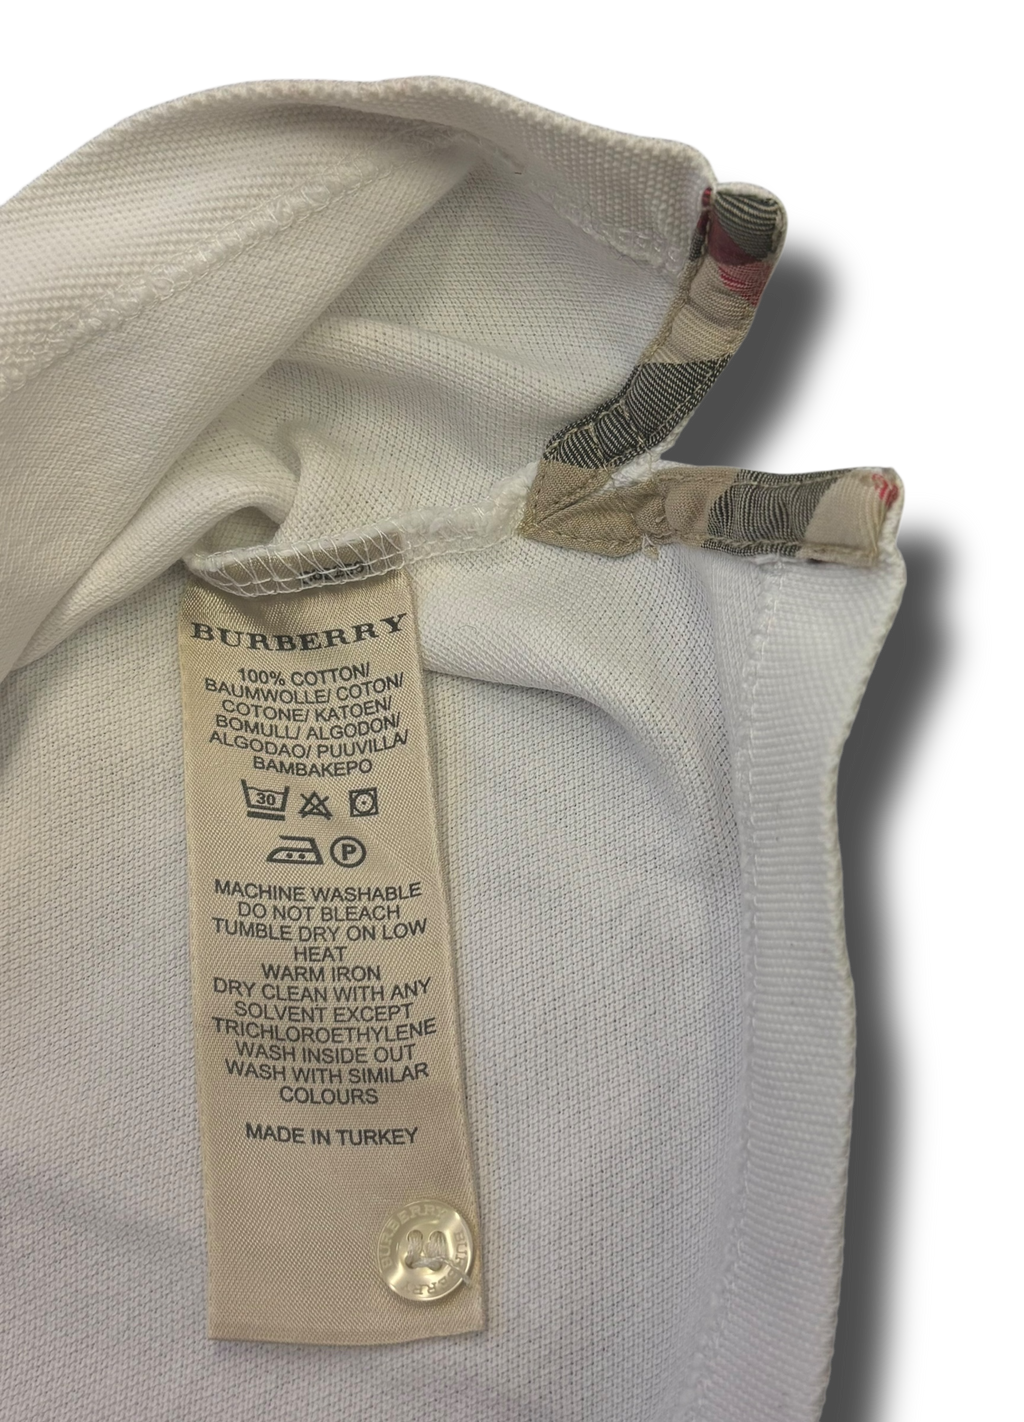 BURBERRY
100% COTTON/
BAUMWOLLE/ COTON/
COTONE/ KATOEN/
BOMULL/ ALGODON/
ALGODAO/ PUUVILLA/
BAMBAKEPO
30
P
MACHINE WASHABLE
DO NOT BLEACH
TUMBLE DRY ON LOW
HEAT
WARM IRON
DRY CLEAN WITH ANY
SOLVENT EXCEPT
TRICHLOROETHYLENE
WASH INSIDE OUT
WASH WITH SIMILAR
COLOURS
MADE IN TURKEY
BURBERRY BURBERRY